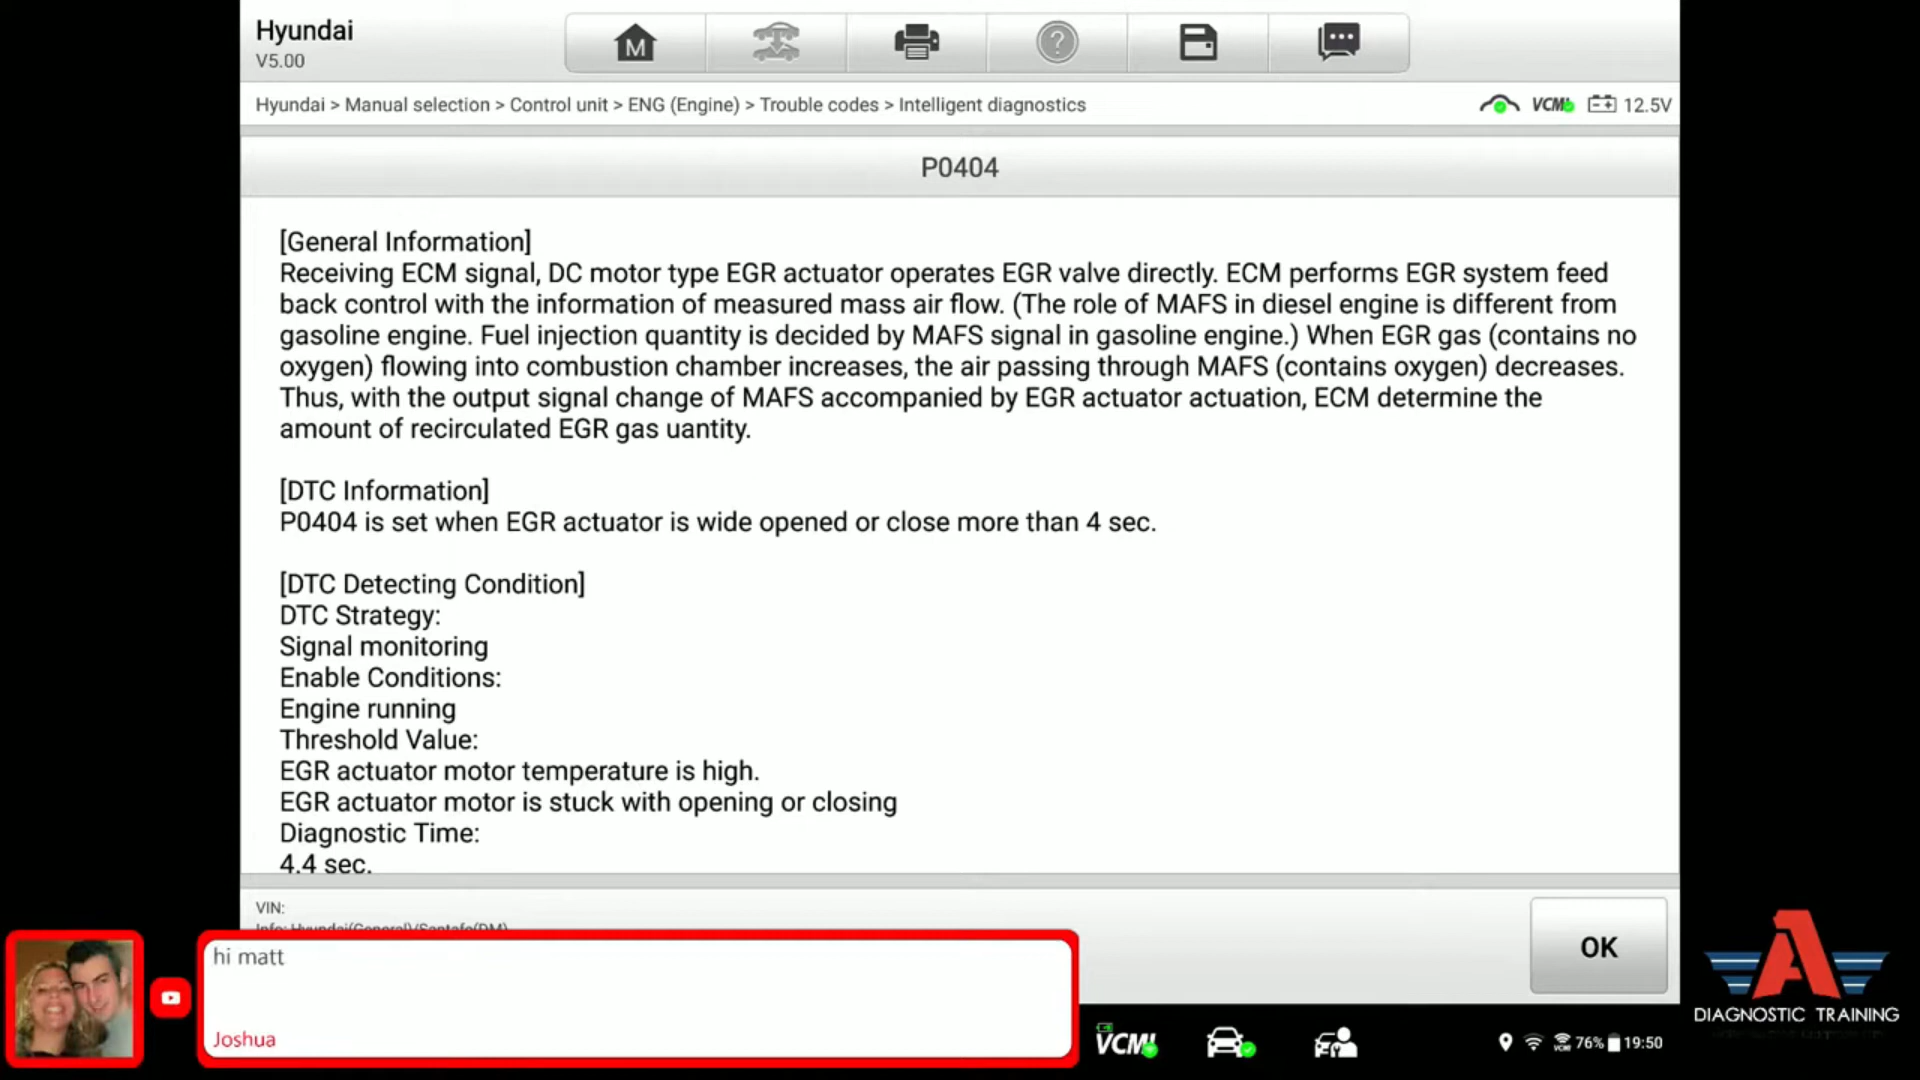 Hyundai
V5.00
M
?
Hyundai > Manual selection > Control unit > ENG (Engine) > Trouble codes > Intelligent diagnostics
VCMI
12.5V
P0404
[General Information]
Receiving ECM signal, DC motor type EGR actuator operates EGR valve directly. ECM performs EGR system feed
back control with the information of measured mass air flow. (The role of MAFS in diesel engine is different from
gasoline engine. Fuel injection quantity is decided by MAFS signal in gasoline engine.) When EGR gas (contains no
oxygen) flowing into combustion chamber increases, the air passing through MAFS (contains oxygen) decreases.
Thus, with the output signal change of MAFS accompanied by EGR actuator actuation, ECM determine the
amount of recirculated EGR gas uantity.
[DTC Information]
P0404 is set when EGR actuator is wide opened or close more than 4 sec.
[DTC Detecting Condition]
DTC Strategy:
Signal monitoring
Enable Conditions:
Engine running
Threshold Value:
EGR actuator motor temperature is high.
EGR actuator motor is stuck with opening or closing
Diagnostic Time:
4.4 sec.
VIN:
Info: Hyundai(General)/Santafe(DM)
OK
hi matt
Joshua
VCMI
76%
19:50
A
DIAGNOSTIC TRAINING